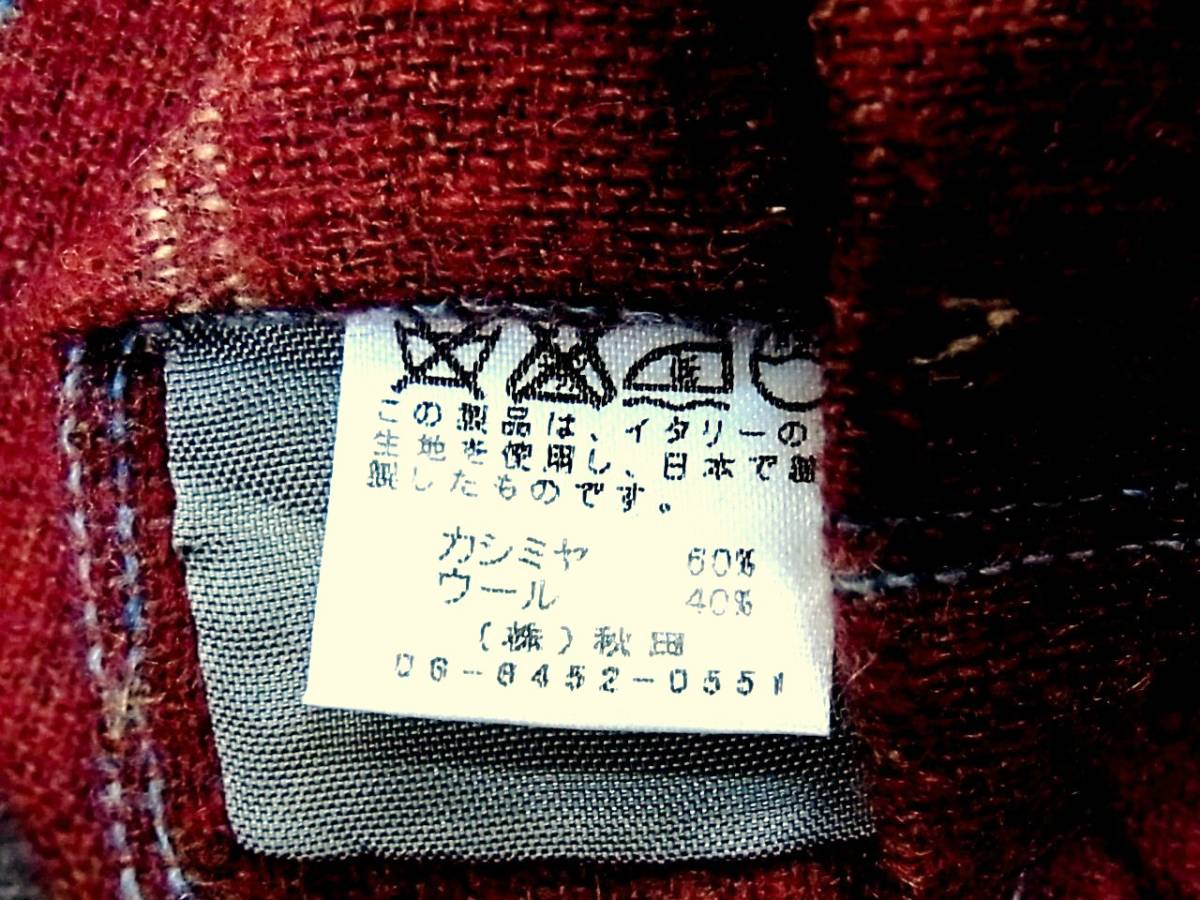 この製品は、イタリーの
生地を使用し、日本で縫
製したものです。
カシミヤ 60%
ウール 40%
(株)秋田
06-6452-0551